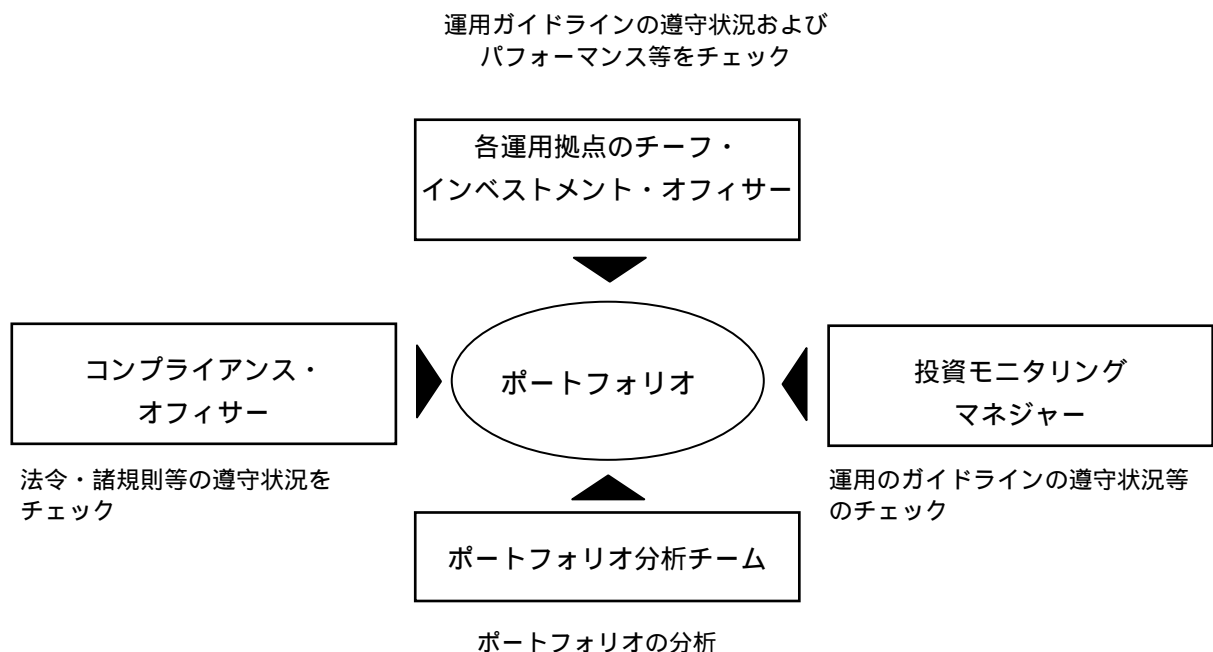 運用ガイドラインの遵守状況および
パフォーマンス等をチェック
各運用拠点のチーフ・
インベストメント・オフィサー
コンプライアンス・
オフィサー
法令・諸規則等の遵守状況を
チェック
ポートフォリオ
投資モニタリング
マネジャー
運用のガイドラインの遵守状況等
のチェック
ポートフォリオ分析チーム
ポートフォリオの分析